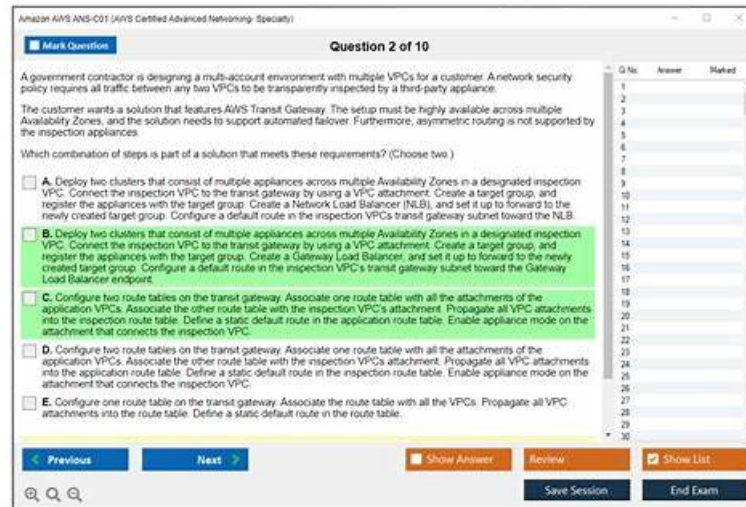 Amazon AWS ANS-C01 (AWS Certified Advanced Networking- Specialty)
Mark Question
Question 2 of 10
Q No. Answer Marked
A government contractor is designing a multi-account environment with multiple VPCs for a customer. A network security
policy requires all traffic between any two VPCs to be transparently inspected by a third-party appliance.
The customer wants a solution that features AWS Transit Gateway. The setup must be highly available across multiple
Availability Zones, and the solution needs to support automated failover. Furthermore, asymmetric routing is not supported by
the inspection appliances.
Which combination of steps is part of a solution that meets these requirements? (Choose two.)
A. Deploy two clusters that consist of multiple appliances across multiple Availability Zones in a designated inspection
VPC. Connect the inspection VPC to the transit gateway by using a VPC attachment. Create a target group, and
register the appliances with the target group. Create a Network Load Balancer (NLB), and set it up to forward to the
newly created target group. Configure a default route in the inspection VPCs transit gateway subnet toward the NLB.
B. Deploy two clusters that consist of multiple appliances across multiple Availability Zones in a designated inspection
VPC. Connect the inspection VPC to the transit gateway by using a VPC attachment. Create a target group, and
register the appliances with the target group. Create a Gateway Load Balancer, and set it up to forward to the newly
created target group. Configure a default route in the inspection VPC's transit gateway subnet toward the Gateway
Load Balancer endpoint.
C. Configure two route tables on the transit gateway. Associate one route table with all the attachments of the
application VPCs. Associate the other route table with the inspection VPC's attachment. Propagate all VPC attachments
into the inspection route table. Define a static default route in the application route table. Enable appliance mode on the
attachment that connects the inspection VPC.
D. Configure two route tables on the transit gateway. Associate one route table with all the attachments of the
application VPCs. Associate the other route table with the inspection VPCs attachment. Propagate all VPC attachments
into the application route table. Define a static default route in the inspection route table. Enable appliance mode on the
attachment that connects the inspection VPC.
E. Configure one route table on the transit gateway. Associate the route table with all the VPCs. Propagate all VPC
attachments into the route table. Define a static default route in the route table.
1
2
3
4
5
6
7
8
9
10
11
12
13
14
15
16
17
18
19
20
21
22
23
24
25
26
27
28
29
30
Previous
Next
Show Answer
Review
Show List
Save Session
End Exam